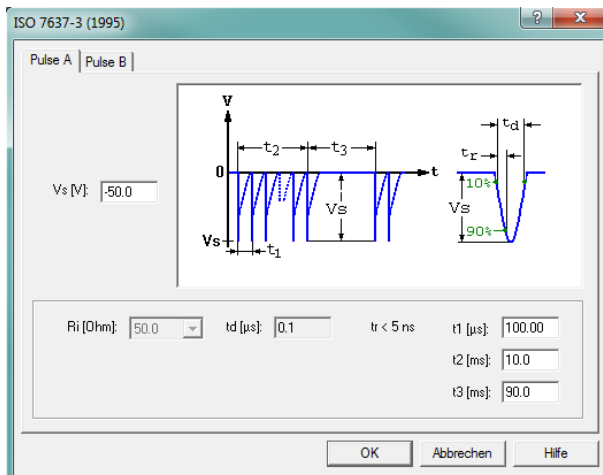 ISO 7637-3 (1995)
Pulse A Pulse B
V
t2 t3
td
tr
0 t
10%
Vs [V]: -50.0
Vs Vs
90%
Vs t1
Ri [Ohm]: 50.0 td [µs]: 0.1 tr < 5 ns t1 [µs]: 100.00
t2 [ms]: 10.0
t3 [ms]: 90.0
OK Abbrechen Hilfe